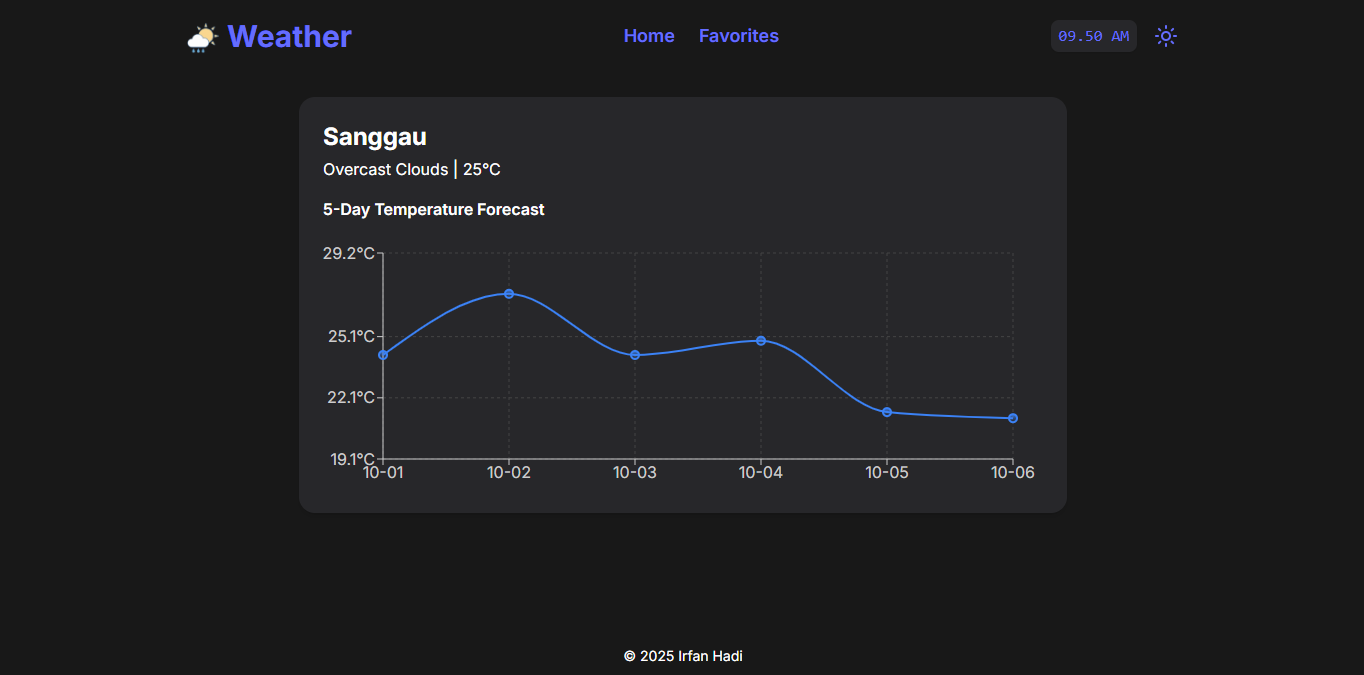 Weather
Home Favorites
09.50 AM
Sanggau
Overcast Clouds | 25°C
5-Day Temperature Forecast
29.2°C
25.1°C
22.1°C
19.1°C
10-01 10-02 10-03 10-04 10-05 10-06
© 2025 Irfan Hadi